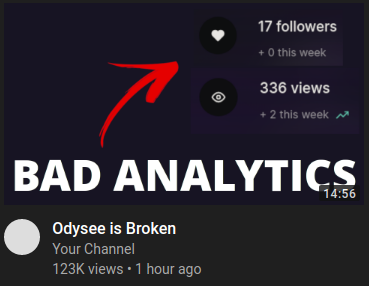 17 followers
+ 0 this week
336 views
+ 2 this week
BAD ANALYTICS
14:56
Odysee is Broken
Your Channel
123K views • 1 hour ago